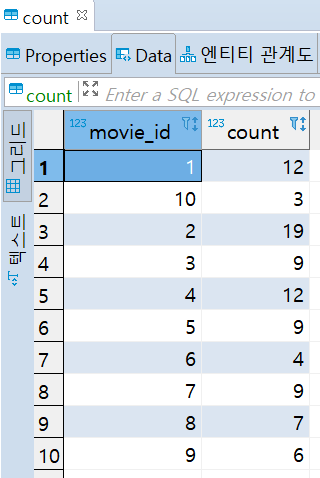 count
Properties Data 엔티티 관계도
count Enter a SQL expression to
그리드
텍스트
123 movie_id 123 count
1 1 12
2 10 3
3 2 19
4 3 9
5 4 12
6 5 9
7 6 4
8 7 9
9 8 7
10 9 6